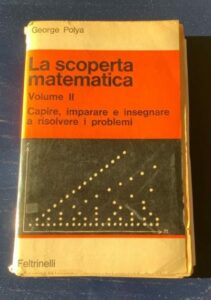 George Polya
La scoperta
matematica
Volume II
Capire, imparare e insegnare
a risolvere i problemi
Feltrinelli